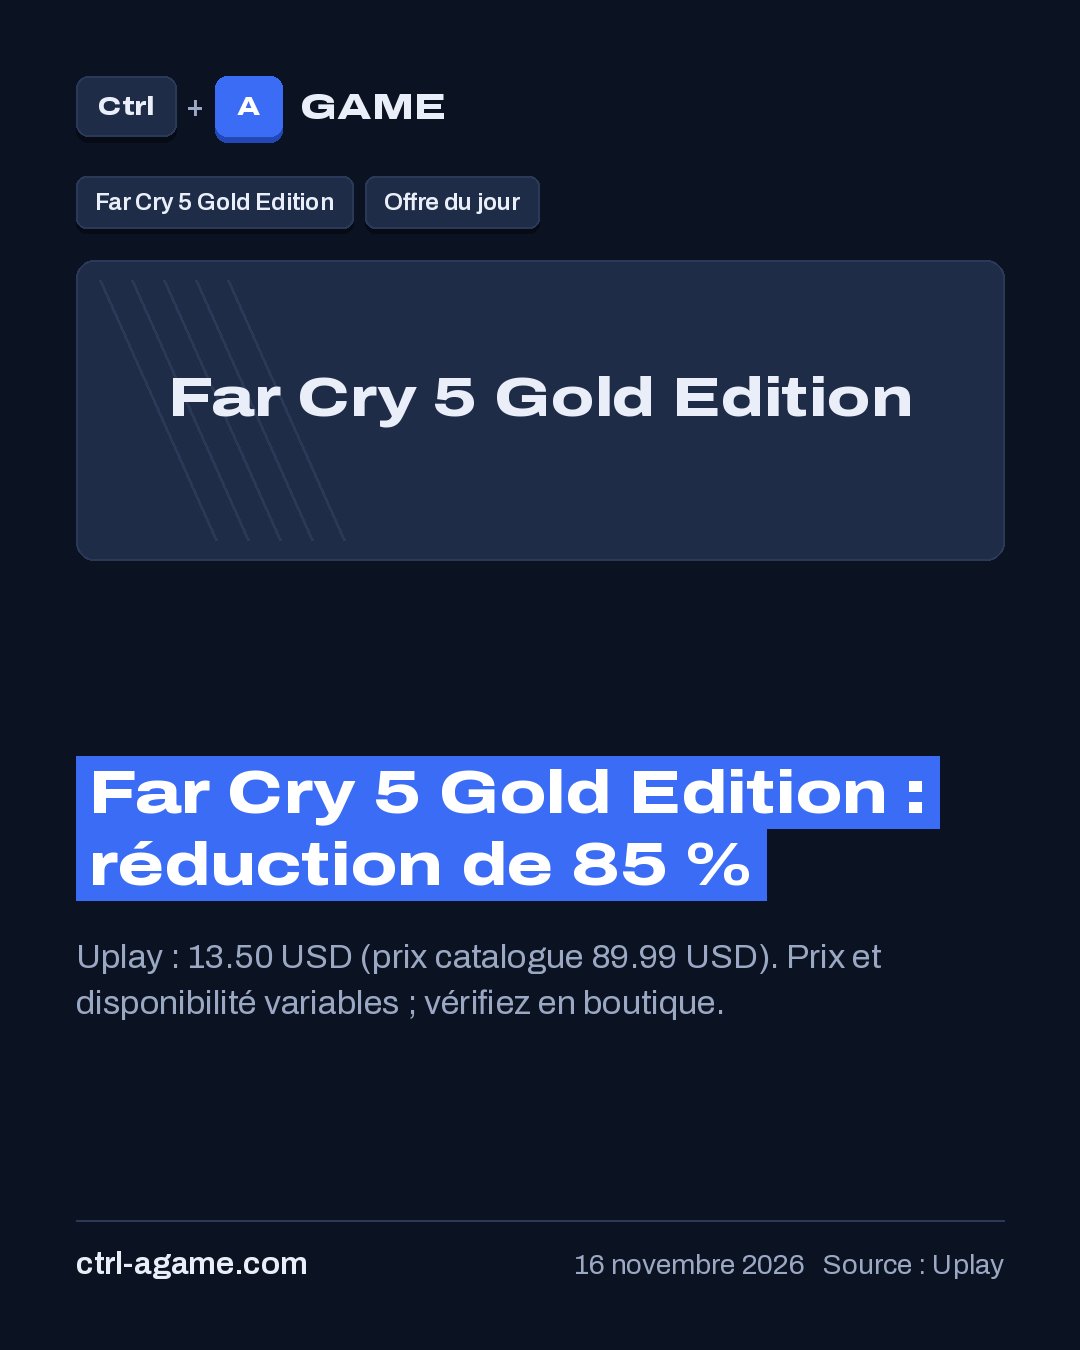 Ctrl + A GAME
Far Cry 5 Gold Edition Offre du jour
Far Cry 5 Gold Edition
Far Cry 5 Gold Edition :
réduction de 85 %
Uplay : 13.50 USD (prix catalogue 89.99 USD). Prix et
disponibilité variables ; vérifiez en boutique.
ctrl-agame.com 16 novembre 2026 Source : Uplay